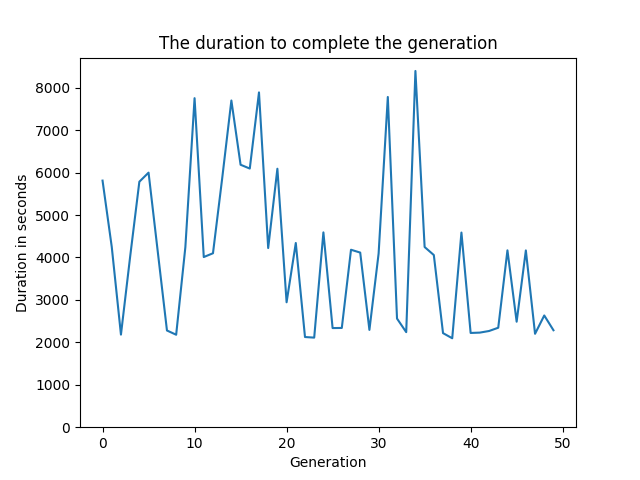 The duration to complete the generation
Duration in seconds
8000
7000
6000
5000
4000
3000
2000
1000
0
0 10 20 30 40 50
Generation